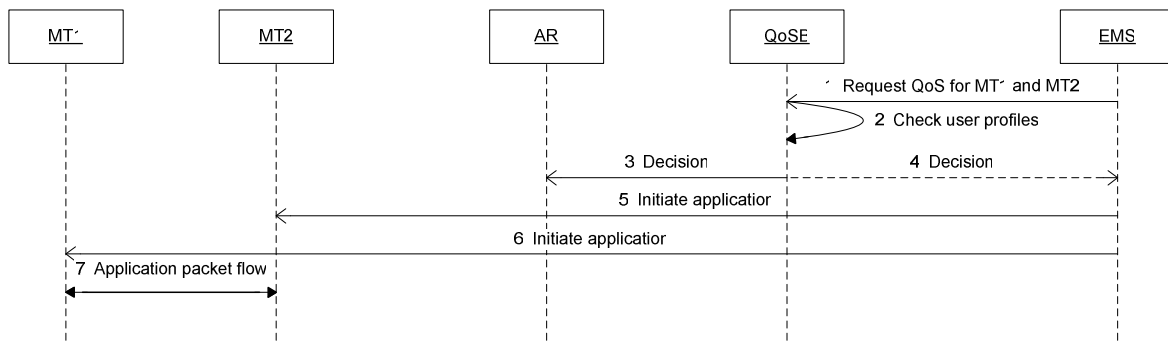 MT1
MT2
AR
QoSE
EMS
1 Request QoS for MT1 and MT2
2 Check user profiles
3 Decision
4 Decision
5 Initiate application
6 Initiate application
7 Application packet flow